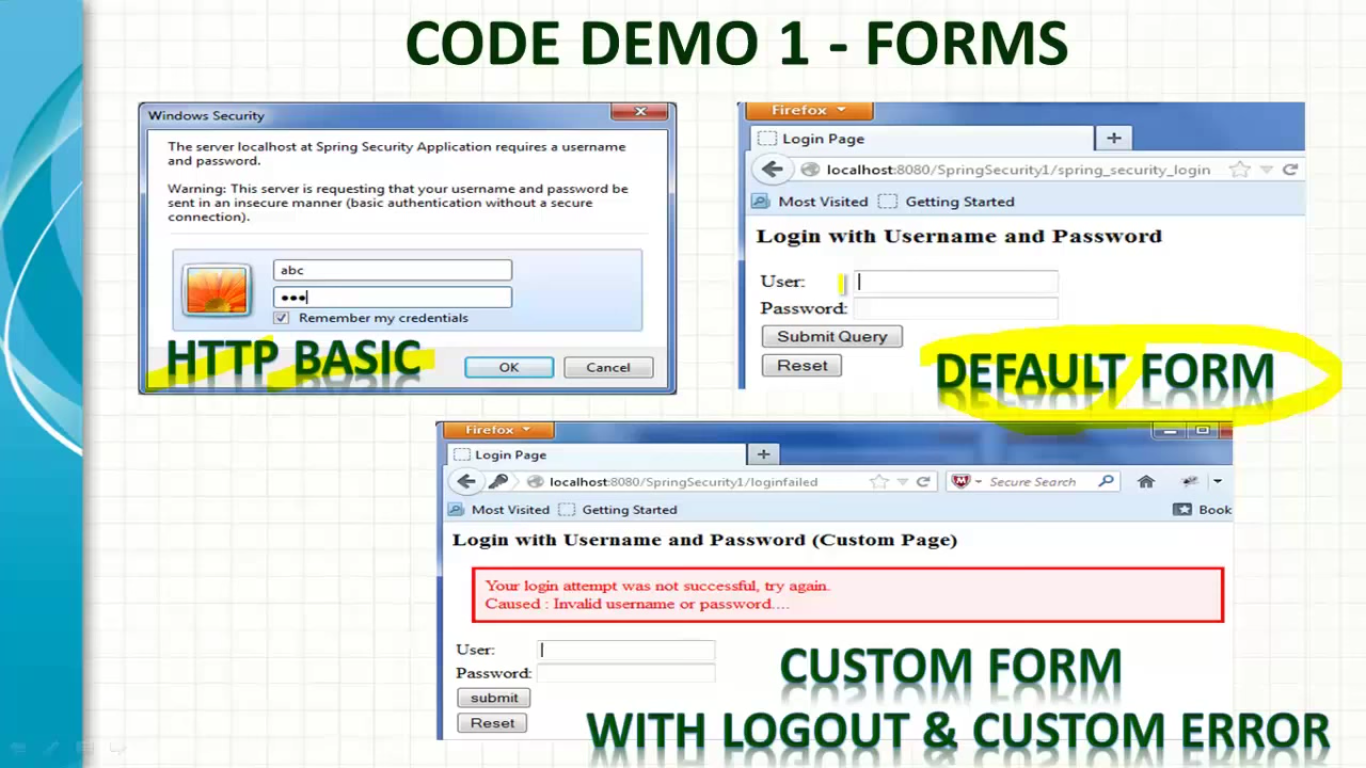 CODE DEMO 1 - FORMS
Windows Security
The server localhost at Spring Security Application requires a username
and password.
Warning: This server is requesting that your username and password be
sent in an insecure manner (basic authentication without a secure
connection).
abc
•••
Remember my credentials
HTTP BASIC
OK
Cancel
Firefox
Login Page
localhost:8080/SpringSecurity1/spring_security_login
Most Visited
Getting Started
Login with Username and Password
User:
Password:
Submit Query
Reset
DEFAULT FORM
Firefox
Login Page
localhost:8080/SpringSecurity1/loginfailed
Secure Search
Most Visited
Getting Started
Book
Login with Username and Password (Custom Page)
Your login attempt was not successful, try again.
Caused : Invalid username or password....
User:
Password:
submit
Reset
CUSTOM FORM
WITH LOGOUT & CUSTOM ERROR